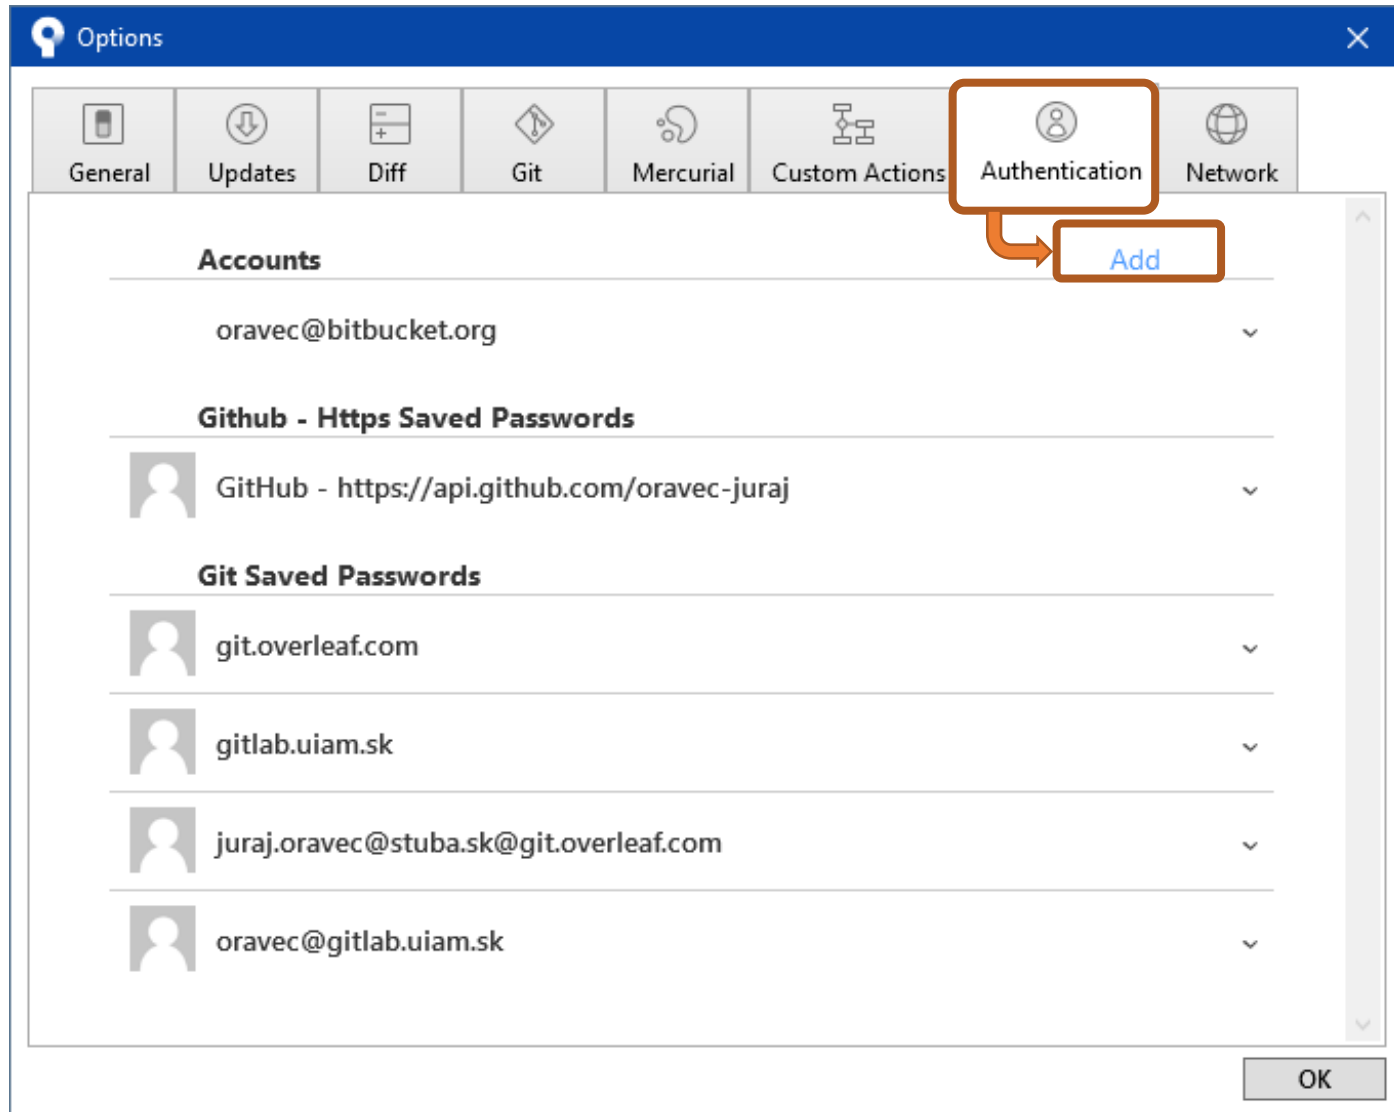 Options
General Updates Diff Git Mercurial Custom Actions Authentication Network
Accounts Add
oravec@bitbucket.org
Github - Https Saved Passwords
GitHub - https://api.github.com/oravec-juraj
Git Saved Passwords
git.overleaf.com
gitlab.uiam.sk
juraj.oravec@stuba.sk@git.overleaf.com
oravec@gitlab.uiam.sk
OK